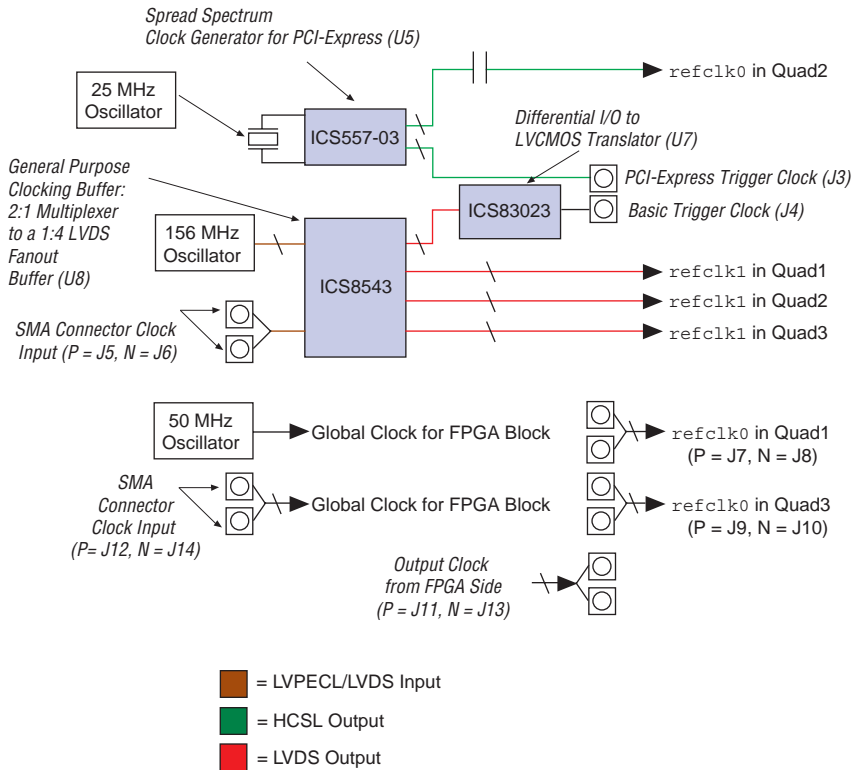 Spread Spectrum
Clock Generator for PCI-Express (U5)
25 MHz
Oscillator
ICS557-03
refclk0 in Quad2
Differential I/O to
LVCMOS Translator (U7)
General Purpose
Clocking Buffer:
2:1 Multiplexer
to a 1:4 LVDS
Fanout
Buffer (U8)
PCI-Express Trigger Clock (J3)
ICS83023
Basic Trigger Clock (J4)
156 MHz
Oscillator
ICS8543
refclk1 in Quad1
refclk1 in Quad2
refclk1 in Quad3
SMA Connector Clock
Input (P = J5, N = J6)
50 MHz
Oscillator
Global Clock for FPGA Block
refclk0 in Quad1
(P = J7, N = J8)
SMA
Connector
Clock Input
(P= J12, N = J14)
Global Clock for FPGA Block
refclk0 in Quad3
(P = J9, N = J10)
Output Clock
from FPGA Side
(P = J11, N = J13)
= LVPECL/LVDS Input
= HCSL Output
= LVDS Output